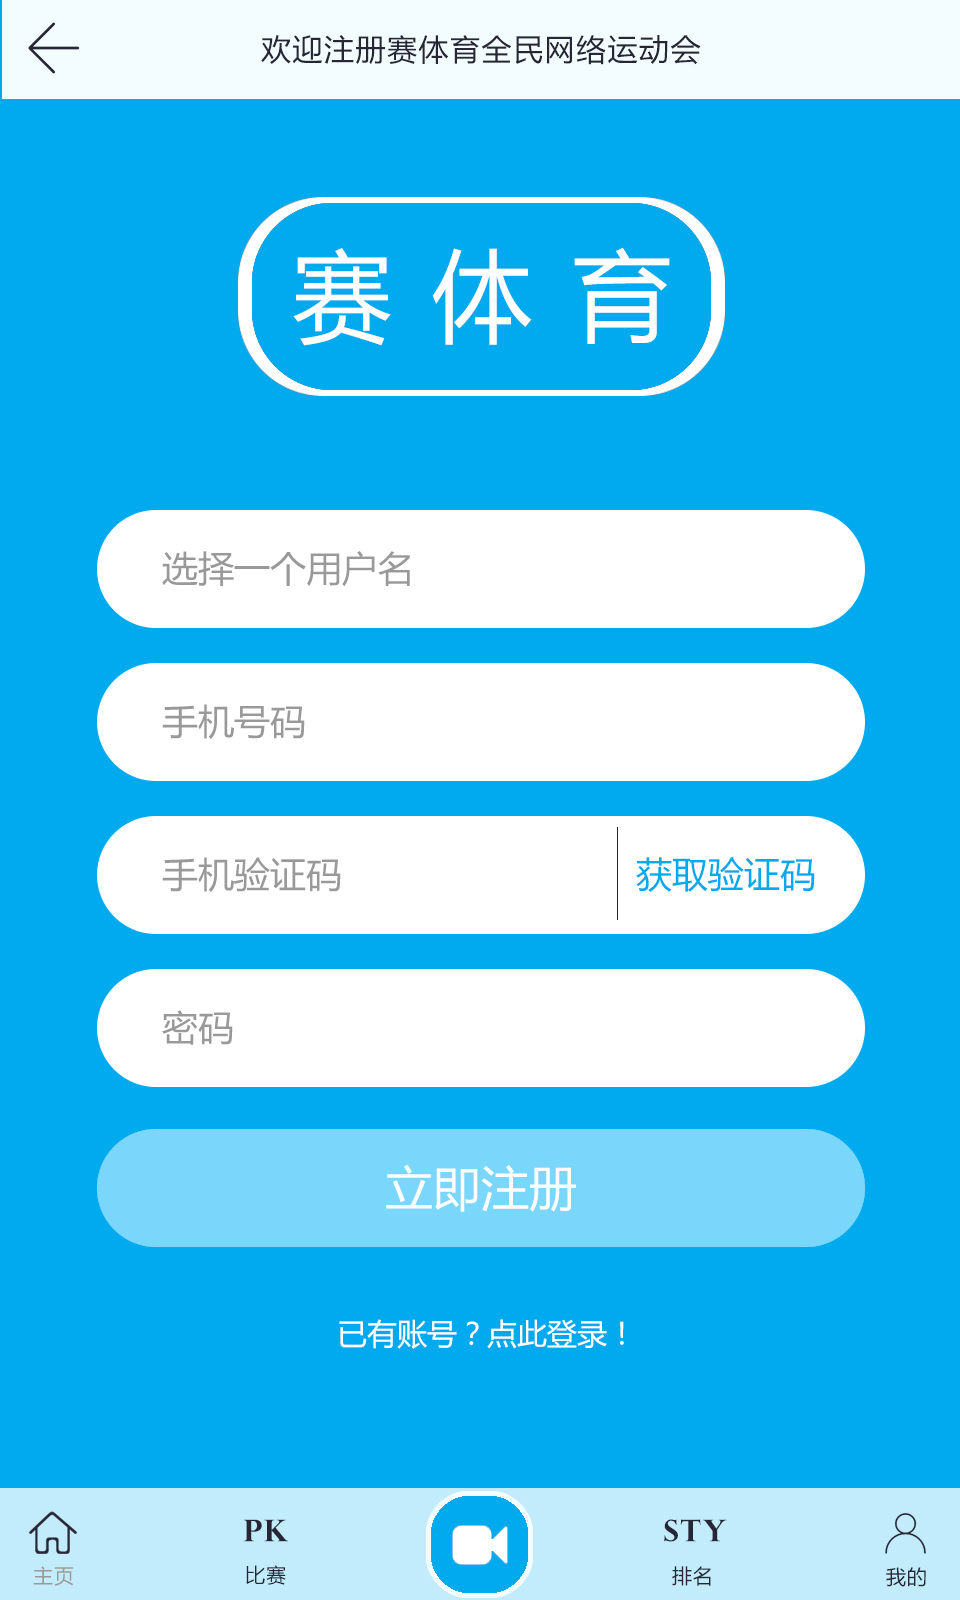 欢迎注册赛体育全民网络运动会
赛体育
选择一个用户名
手机号码
手机验证码 获取验证码
密码
立即注册
已有账号？点此登录！
PK STY
主页 比赛 排名 我的